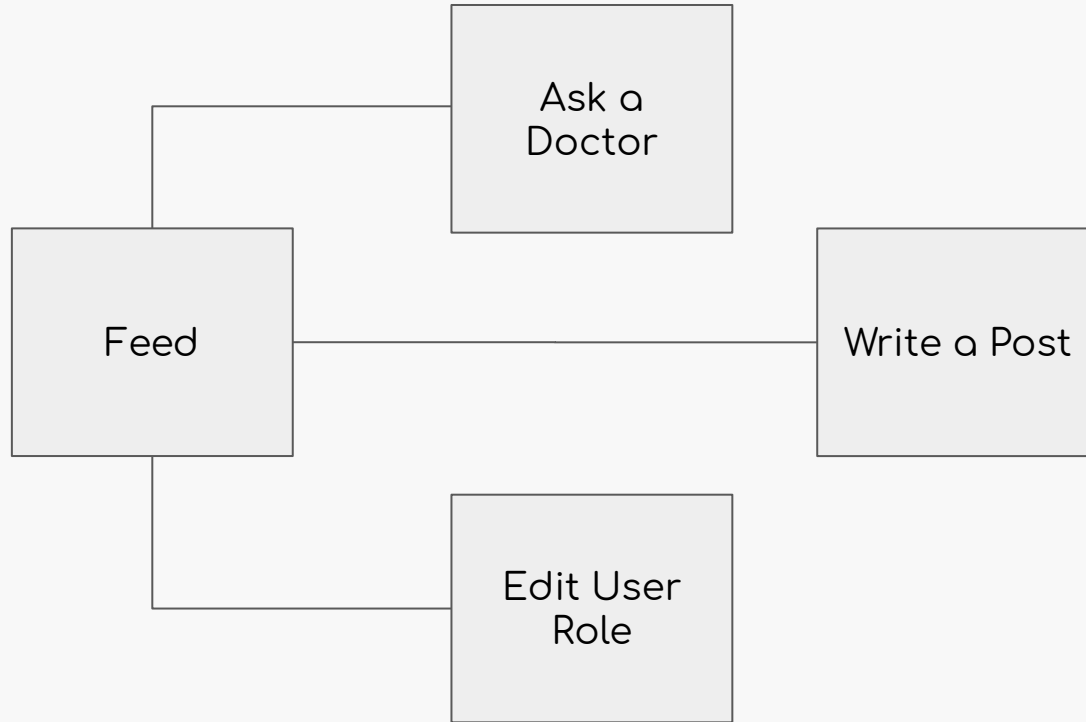 Ask a
Doctor
Feed
Write a Post
Edit User
Role